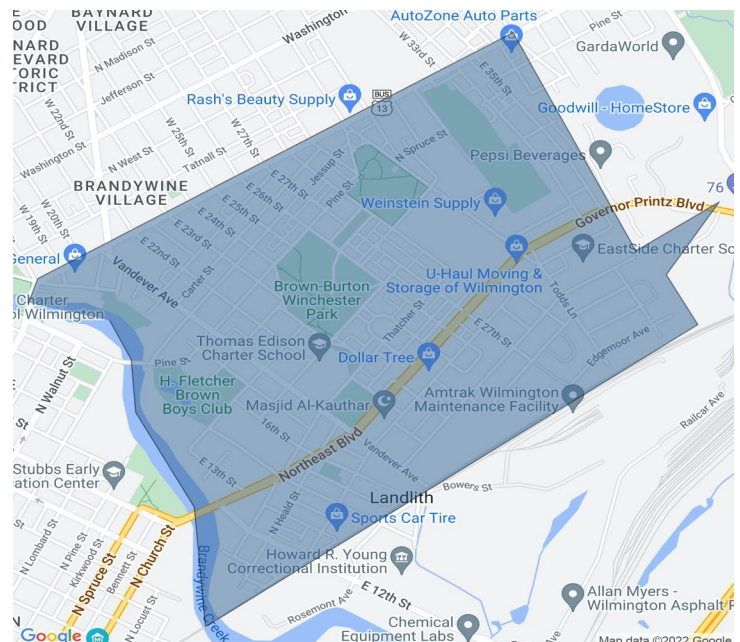 BAYNARD
VILLAGE
AutoZone Auto Parts
Pine St
Washington
W 33rd St
GardaWorld
N Madison St
E 35th St
Jefferson St
Rash's Beauty Supply
BUS
13
Goodwill - HomeStore
W 22nd St
W 25th St
W 27th St
Washington St
N West St
Tatnall St
Jessup St
N Spruce St
Pepsi Beverages
E 27th St
Pine St
BRANDYWINE
VILLAGE
E 26th St
E 25th St
E 24th St
E 23rd St
E 22nd St
W 19th St
W 20th St
Weinstein Supply
76
Governor Printz Blvd
General
Vandever Ave
Carter St
EastSide Charter Sc
U-Haul Moving &
Storage of Wilmington
Brown-Burton
Winchester
Park
Charter
ol Wilmington
Todds Ln
Thatcher St
E 27th St
Thomas Edison
Charter School
Dollar Tree
Edgemoor Ave
Pine St
H. Fletcher
Brown
Boys Club
N Walnut St
Masjid Al-Kauthar
Amtrak Wilmington
Maintenance Facility
Railcar Ave
16th St
Northeast Blvd
Vandever Ave
E 13th St
Stubbs Early
ation Center
Landlith
Bowers St
Sports Car Tire
N Heald St
N Church St
N Spruce St
N Lombard St
N Pine St
Kirkwood St
Bennett St
N Locust St
Brandywine Creek
Howard R. Young
Correctional Institution
E 12th St
Rosemont Ave
Allan Myers -
Wilmington Asphalt P
Chemical
Equipment Labs
Google
Map data ©2022 Google